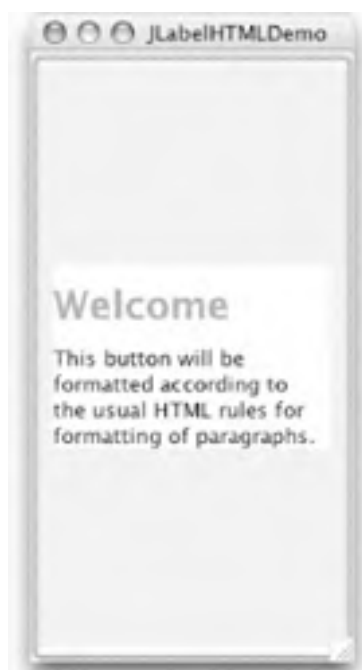 JLabelHTMLDemo
Welcome
This button will be
formatted according to
the usual HTML rules for
formatting of paragraphs.